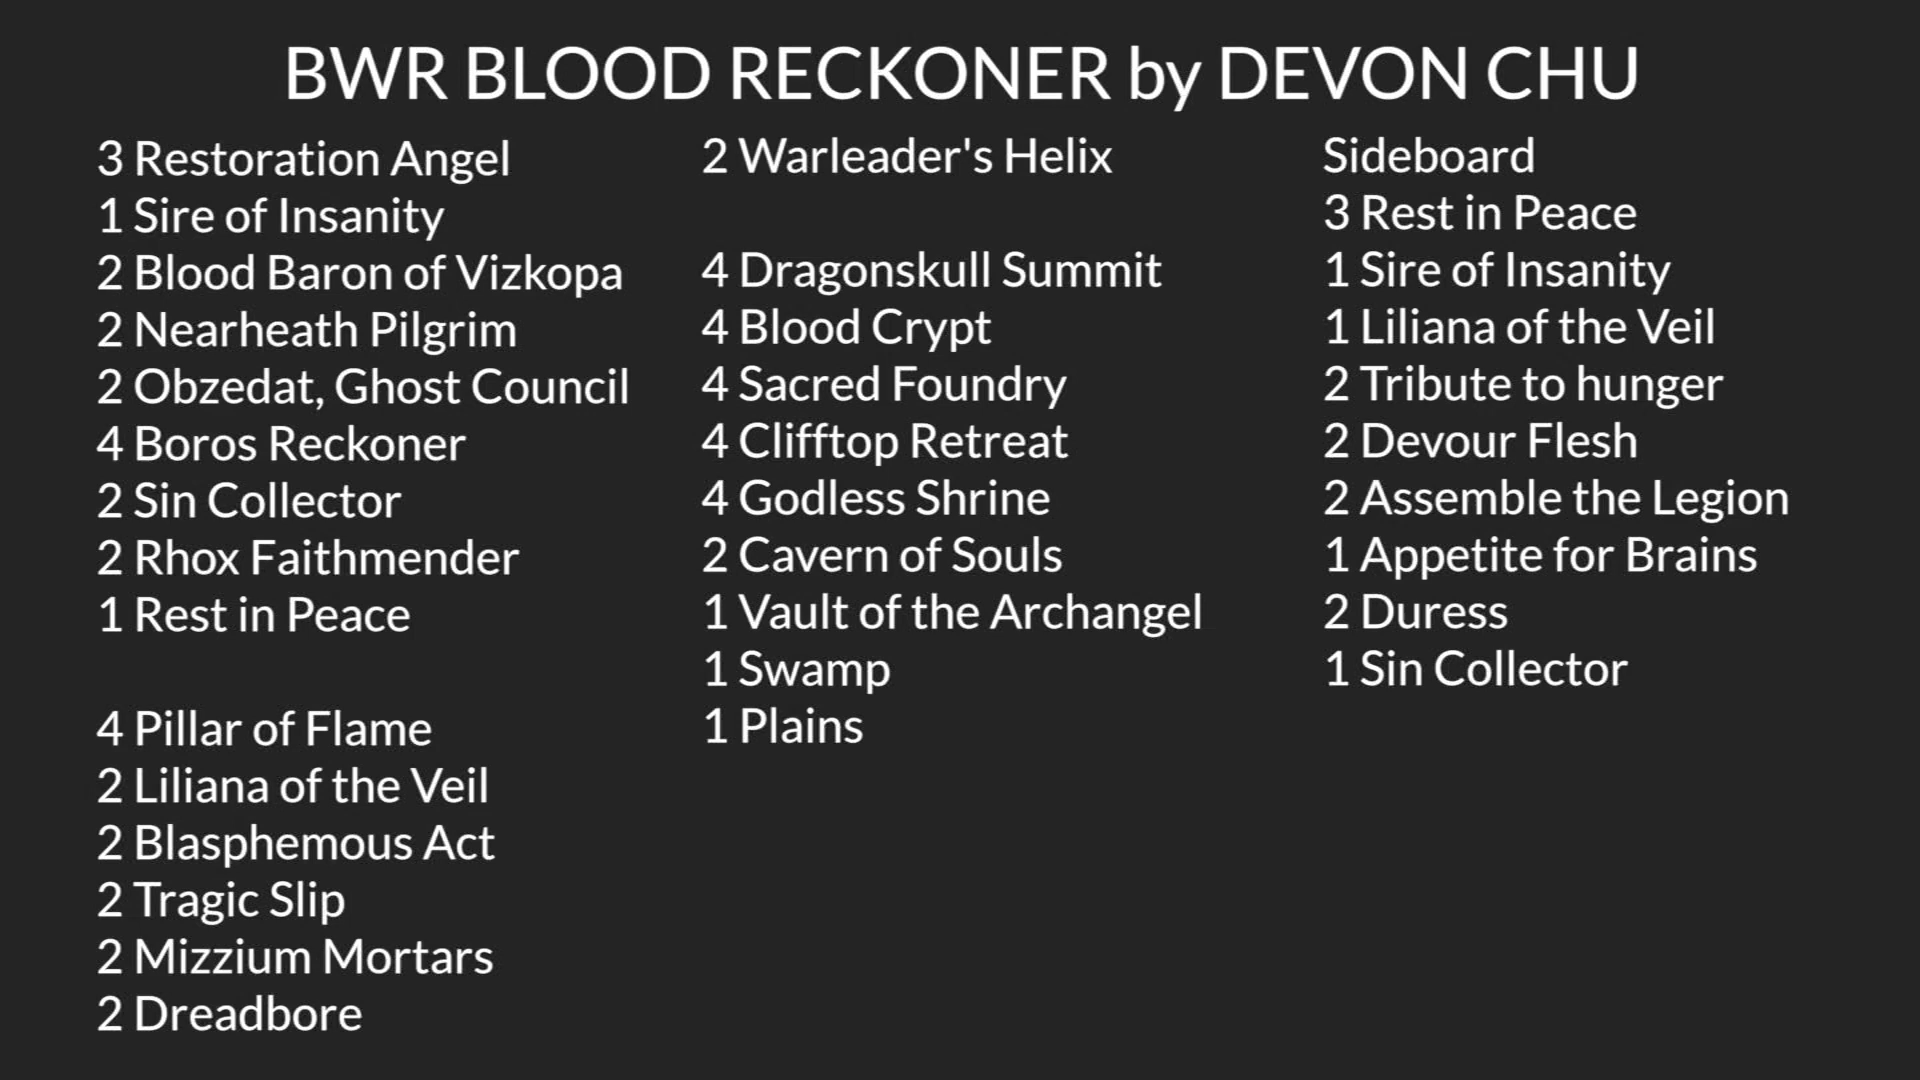 BWR BLOOD RECKONER by DEVON CHU
3 Restoration Angel
1 Sire of Insanity
2 Blood Baron of Vizkopa
2 Nearheath Pilgrim
2 Obzedat, Ghost Council
4 Boros Reckoner
2 Sin Collector
2 Rhox Faithmender
1 Rest in Peace
4 Pillar of Flame
2 Liliana of the Veil
2 Blasphemous Act
2 Tragic Slip
2 Mizzium Mortars
2 Dreadbore
2 Warleader's Helix
4 Dragonskull Summit
4 Blood Crypt
4 Sacred Foundry
4 Clifftop Retreat
4 Godless Shrine
2 Cavern of Souls
1 Vault of the Archangel
1 Swamp
1 Plains
Sideboard
3 Rest in Peace
1 Sire of Insanity
1 Liliana of the Veil
2 Tribute to hunger
2 Devour Flesh
2 Assemble the Legion
1 Appetite for Brains
2 Duress
1 Sin Collector